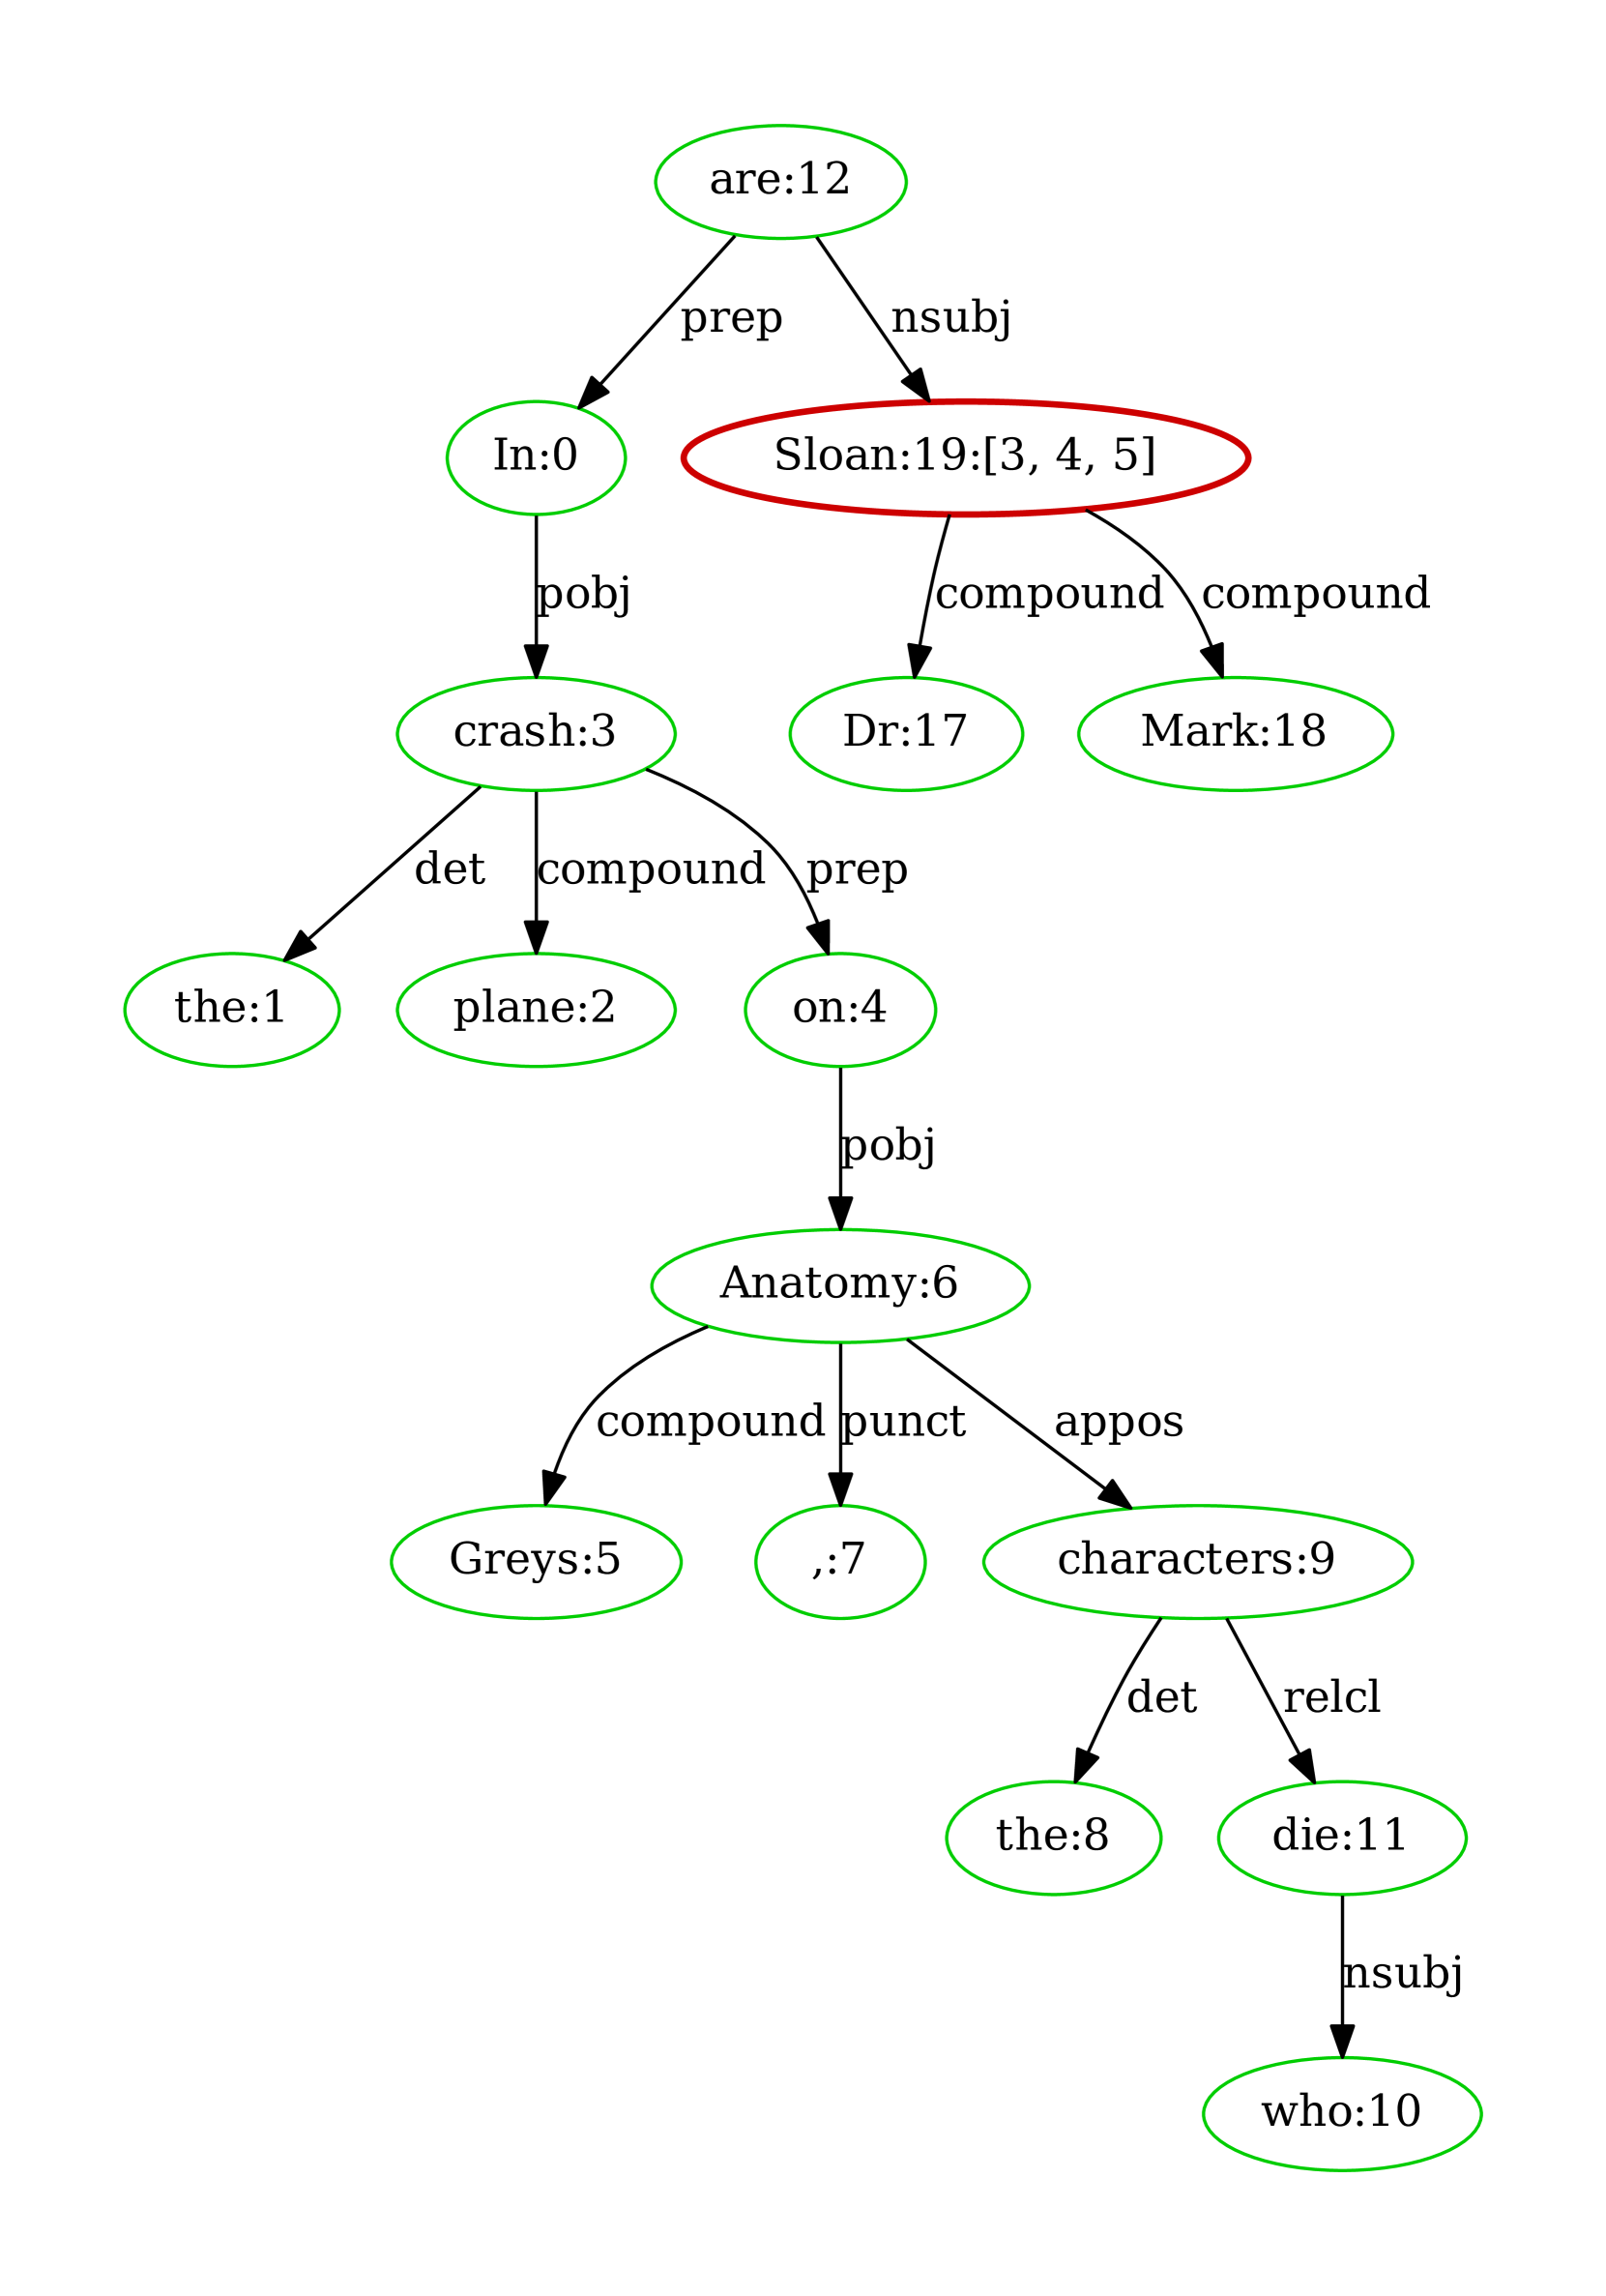 are:12
prep
nsubj
In:0
Sloan:19:[3, 4, 5]
pobj
compound
compound
crash:3
Dr:17
Mark:18
det
compound
prep
the:1
plane:2
on:4
pobj
Anatomy:6
compound
punct
appos
Greys:5
,:7
characters:9
det
relcl
the:8
die:11
nsubj
who:10